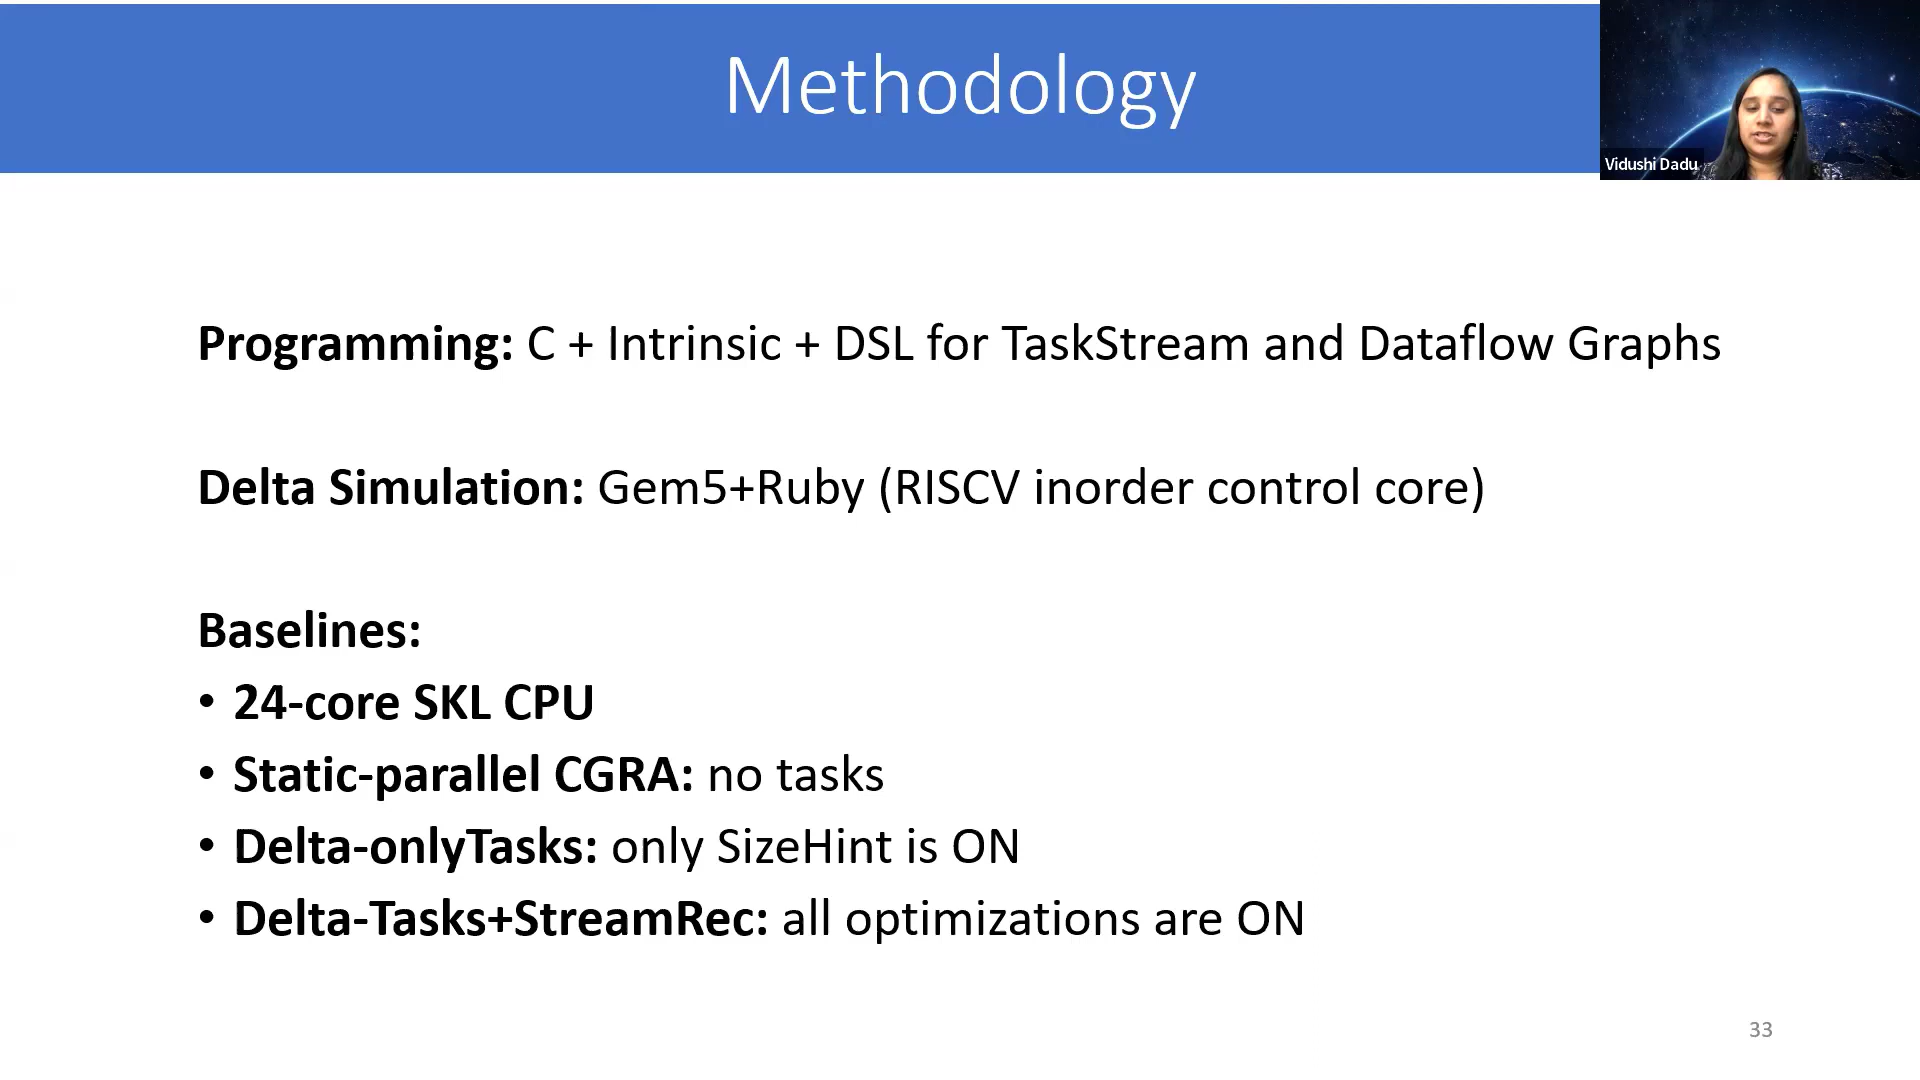 Methodology
Vidushi Dadu
Programming: C + Intrinsic + DSL for TaskStream and Dataflow Graphs
Delta Simulation: Gem5+Ruby (RISCV inorder control core)
Baselines:
• 24-core SKL CPU
• Static-parallel CGRA: no tasks
• Delta-onlyTasks: only SizeHint is ON
• Delta-Tasks+StreamRec: all optimizations are ON
33